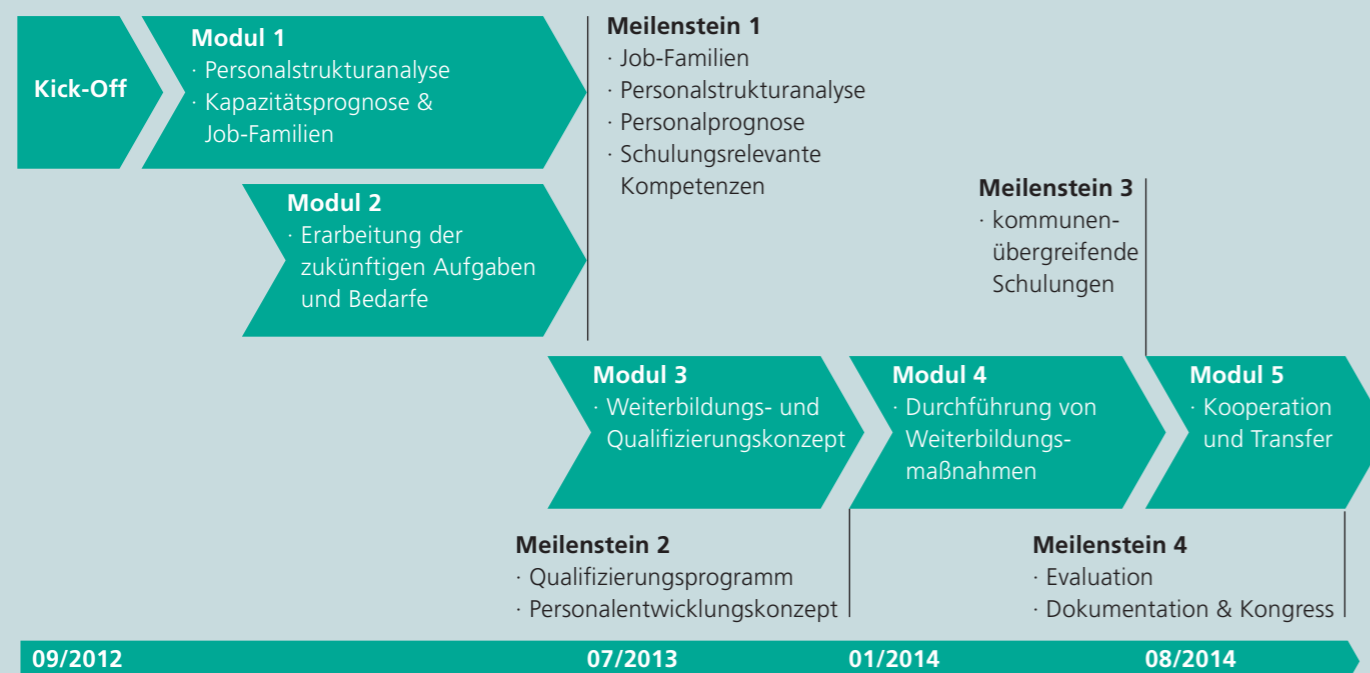 Kick-Off
Modul 1
· Personalstrukturanalyse
· Kapazitätsprognose &
Job-Familien
Meilenstein 1
· Job-Familien
· Personalstrukturanalyse
· Personalprognose
· Schulungsrelevante
Kompetenzen
Modul 2
· Erarbeitung der
zukünftigen Aufgaben
und Bedarfe
Meilenstein 3
· kommunen-
übergreifende
Schulungen
Modul 3
· Weiterbildungs- und
Qualifizierungskonzept
Modul 4
· Durchführung von
Weiterbildungs-
maßnahmen
Modul 5
· Kooperation
und Transfer
Meilenstein 2
· Qualifizierungsprogramm
· Personalentwicklungskonzept
Meilenstein 4
· Evaluation
· Dokumentation & Kongress
09/2012
07/2013
01/2014
08/2014